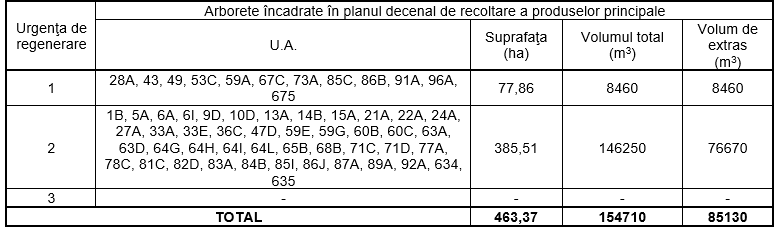 Arborete încadrate în planul decenal de recoltare a produselor principale
Urgenţa de
regenerare
U.A.
Suprafaţa
(ha)
Volumul total
(m³)
Volum de
extras
(m³)
1
28A, 43, 49, 53C, 59A, 67C, 73A, 85C, 86B, 91A, 96A,
675
77,86
8460
8460
2
1B, 5A, 6A, 6I, 9D, 10D, 13A, 14B, 15A, 21A, 22A, 24A,
27A, 33A, 33E, 36C, 47D, 59E, 59G, 60B, 60C, 63A,
63D, 64G, 64H, 64I, 64L, 65B, 68B, 71C, 71D, 77A,
78C, 81C, 82D, 83A, 84B, 85I, 86J, 87A, 89A, 92A, 634,
635
385,51
146250
76670
3
-
-
-
-
TOTAL
463,37
154710
85130